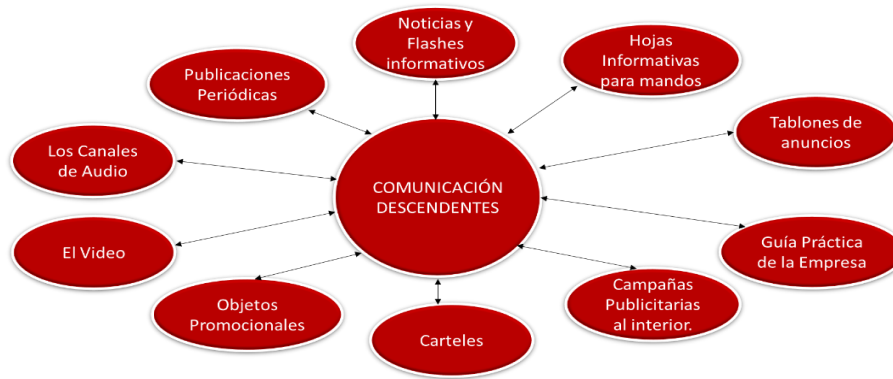 Noticias y
Flashes
informativos
Hojas
Informativas
para mandos
Publicaciones
Periódicas
Tablones de
anuncios
Los Canales
de Audio
COMUNICACIÓN
DESCENDENTES
El Video
Guía Práctica
de la Empresa
Objetos
Promocionales
Campañas
Publicitarias
al interior.
Carteles